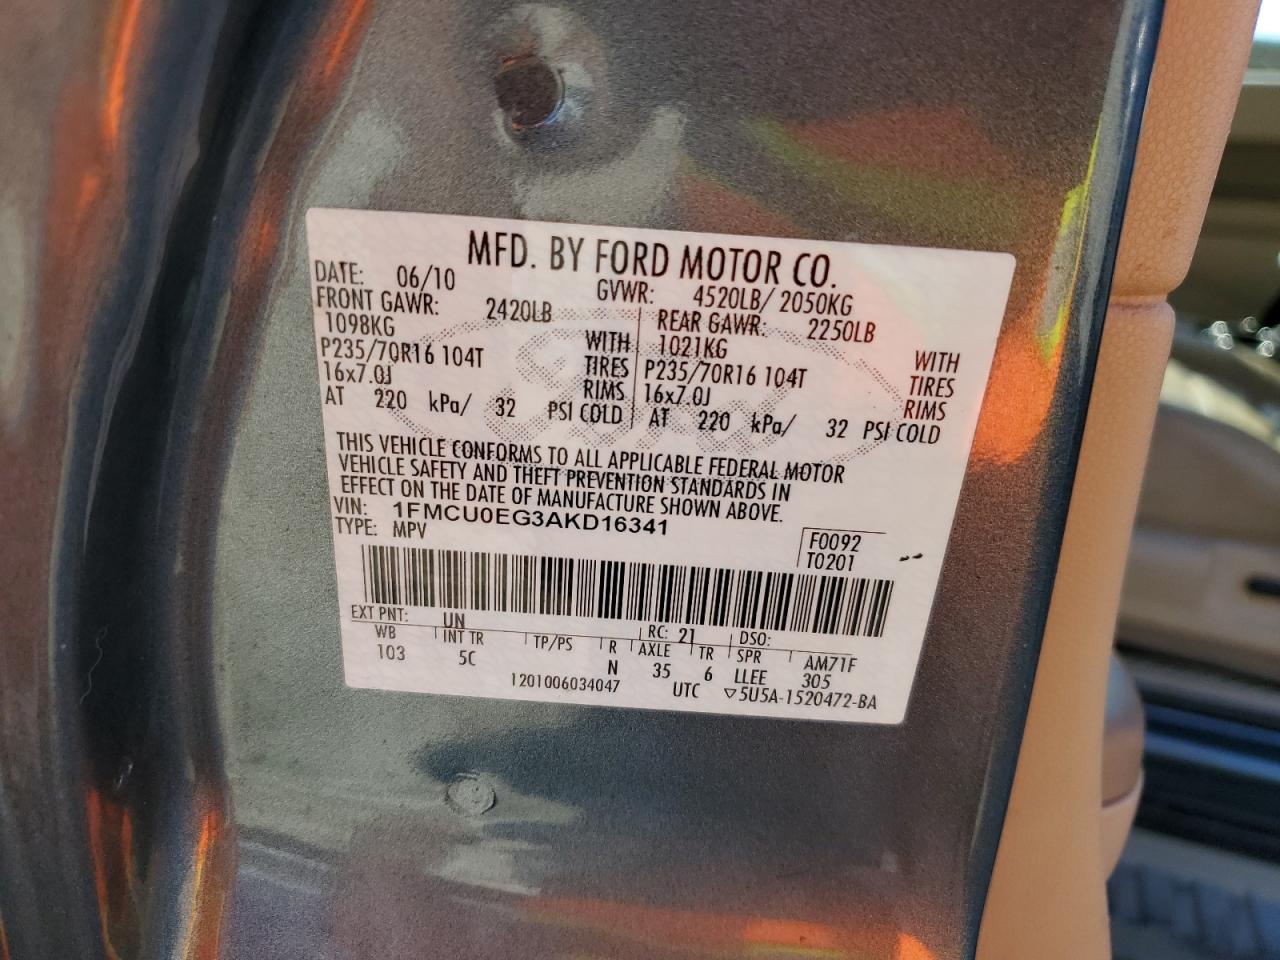 MFD. BY FORD MOTOR CO.
DATE: 06/10 GVWR: 4520LB/ 2050KG
FRONT GAWR: 2420LB REAR GAWR: 2250LB
1098KG WITH 1021KG WITH
P235/70R16 104T TIRES P235/70R16 104T TIRES
16x7.0J RIMS 16x7.0J RIMS
AT 220 kPa/ 32 PSI COLD AT 220 kPa/ 32 PSI COLD
THIS VEHICLE CONFORMS TO ALL APPLICABLE FEDERAL MOTOR
VEHICLE SAFETY AND THEFT PREVENTION STANDARDS IN
EFFECT ON THE DATE OF MANUFACTURE SHOWN ABOVE.
VIN: 1FMCU0EG3AKD16341
TYPE: MPV
F0092
T0201
EXT PNT: UN RC: 21 DSO:
WB INT TR TP/PS R AXLE TR SPR AM71F
103 5C N 35 6 LLEE 305
1201006034047 UTC ▽5U5A-1520472-BA